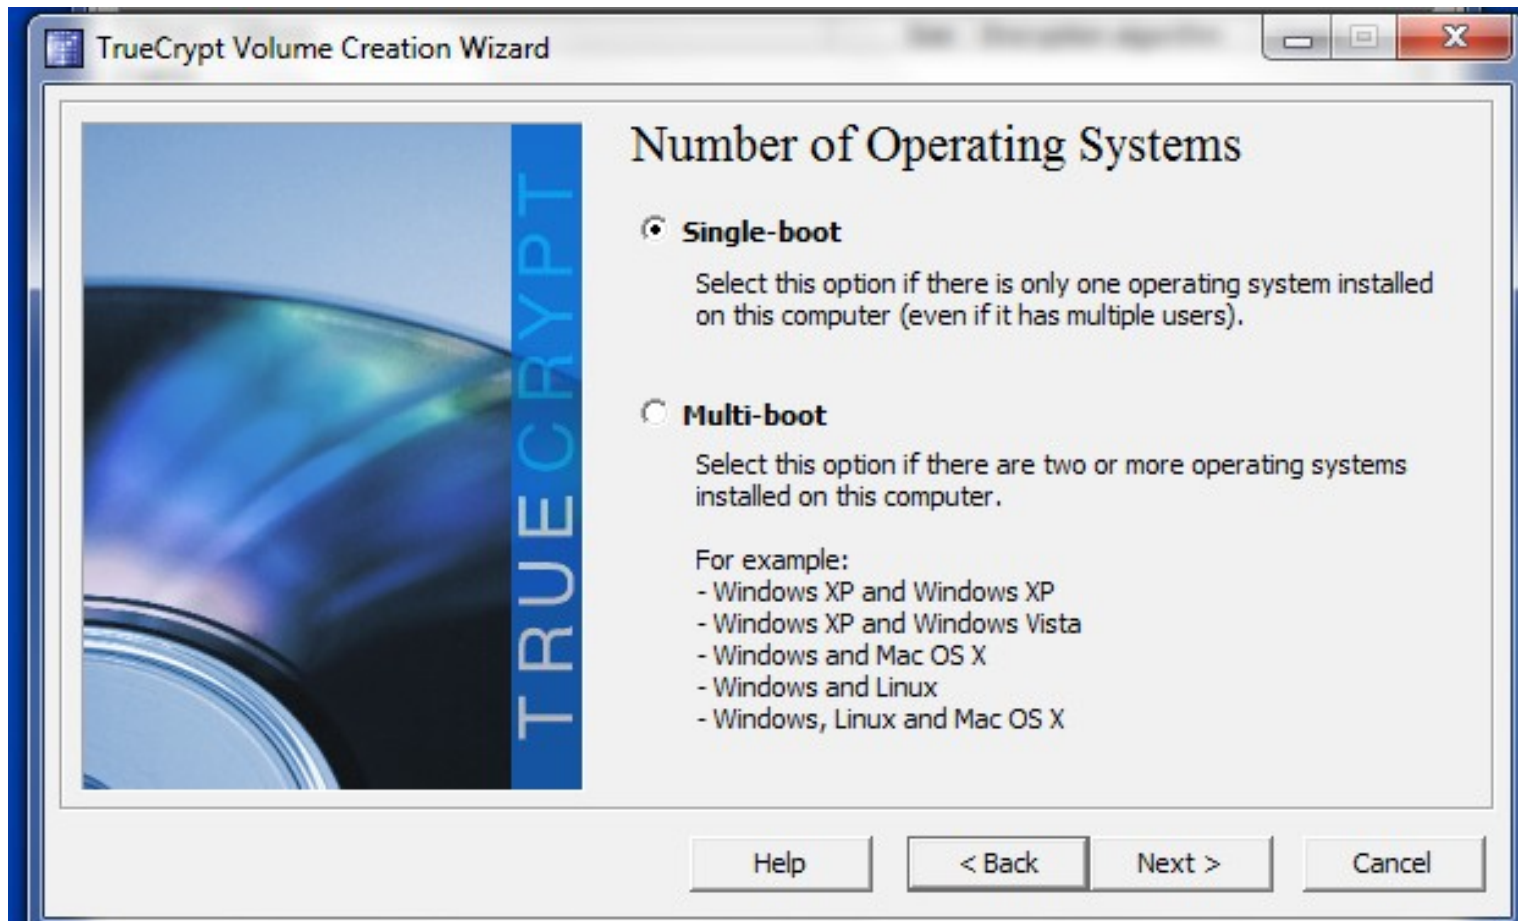 TrueCrypt Volume Creation Wizard
TRUECRYPT
Number of Operating Systems
Single-boot
Select this option if there is only one operating system installed
on this computer (even if it has multiple users).
Multi-boot
Select this option if there are two or more operating systems
installed on this computer.
For example:
- Windows XP and Windows XP
- Windows XP and Windows Vista
- Windows and Mac OS X
- Windows and Linux
- Windows, Linux and Mac OS X
Help
< Back
Next >
Cancel